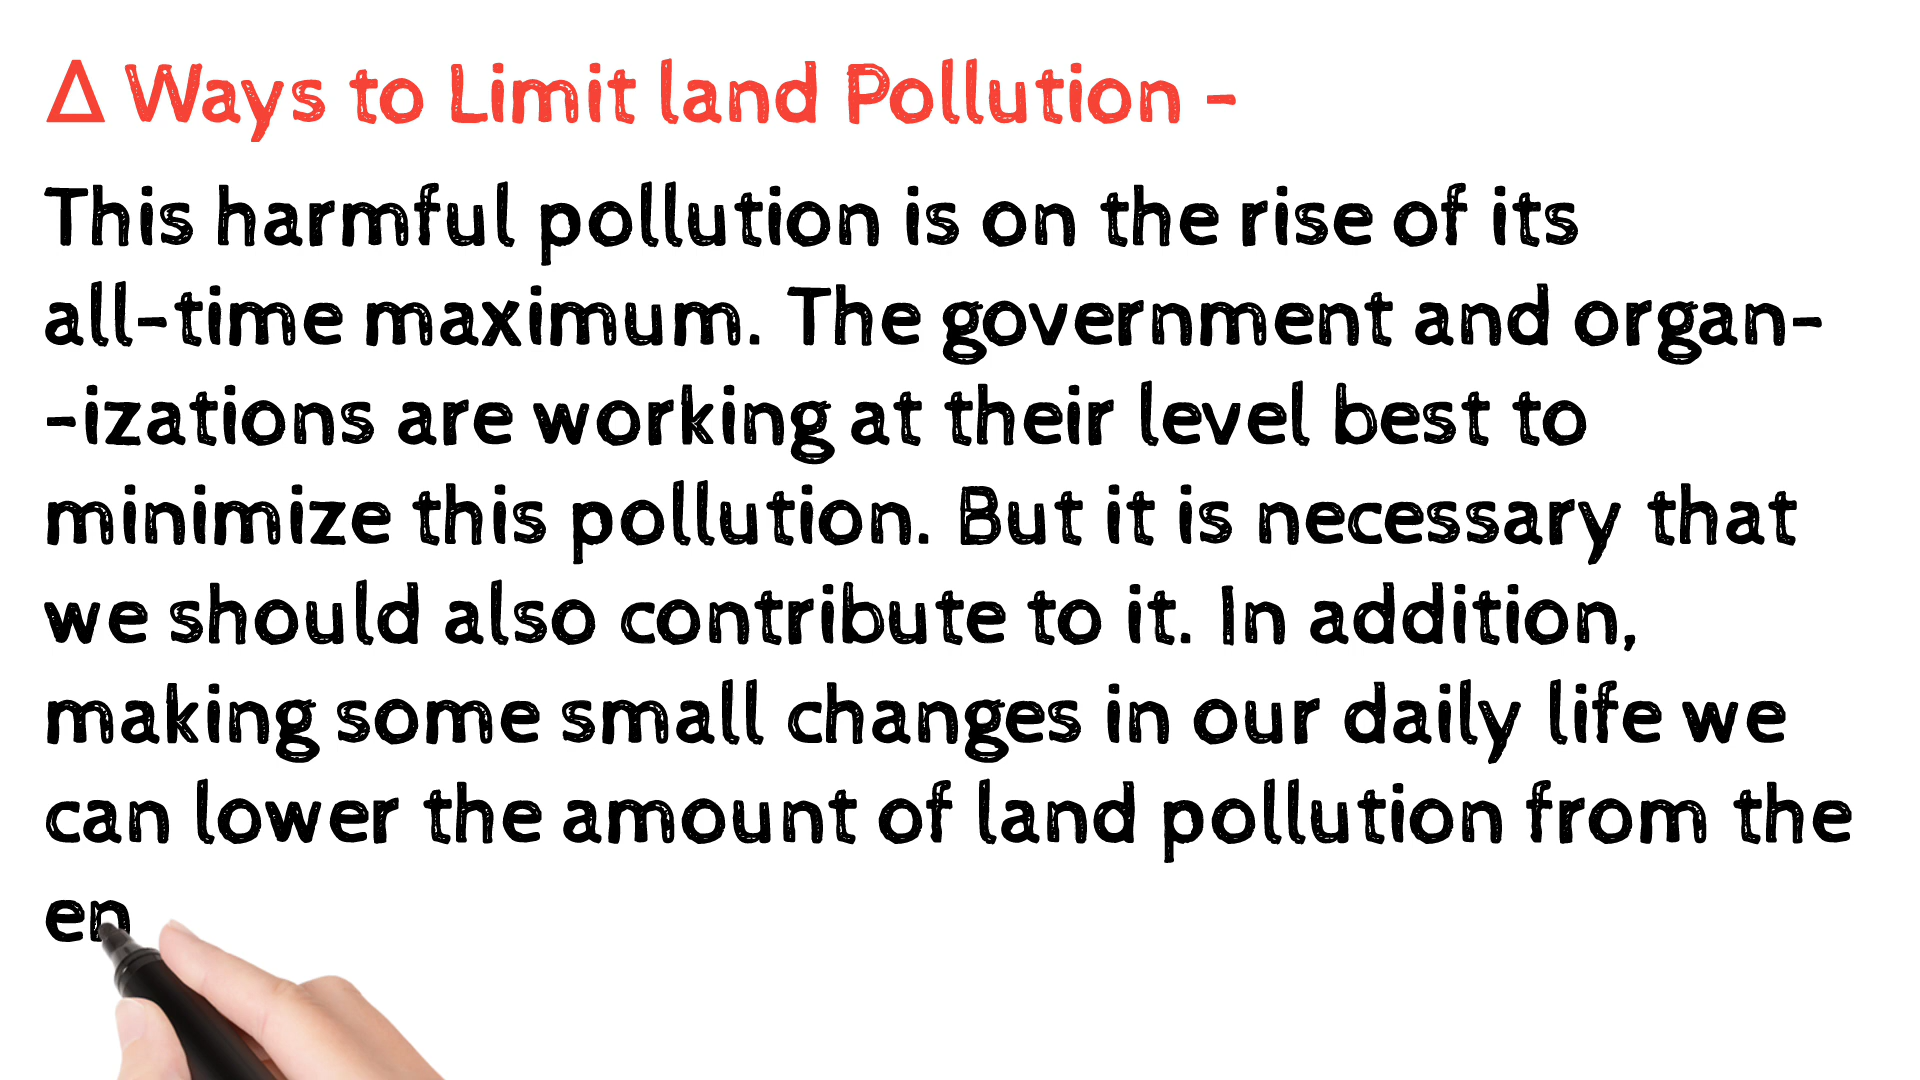 Δ Ways to Limit land Pollution -
This harmful pollution is on the rise of its
all-time maximum. The government and organ-
-izations are working at their level best to
minimize this pollution. But it is necessary that
we should also contribute to it. In addition,
making some small changes in our daily life we
can lower the amount of land pollution from the
en